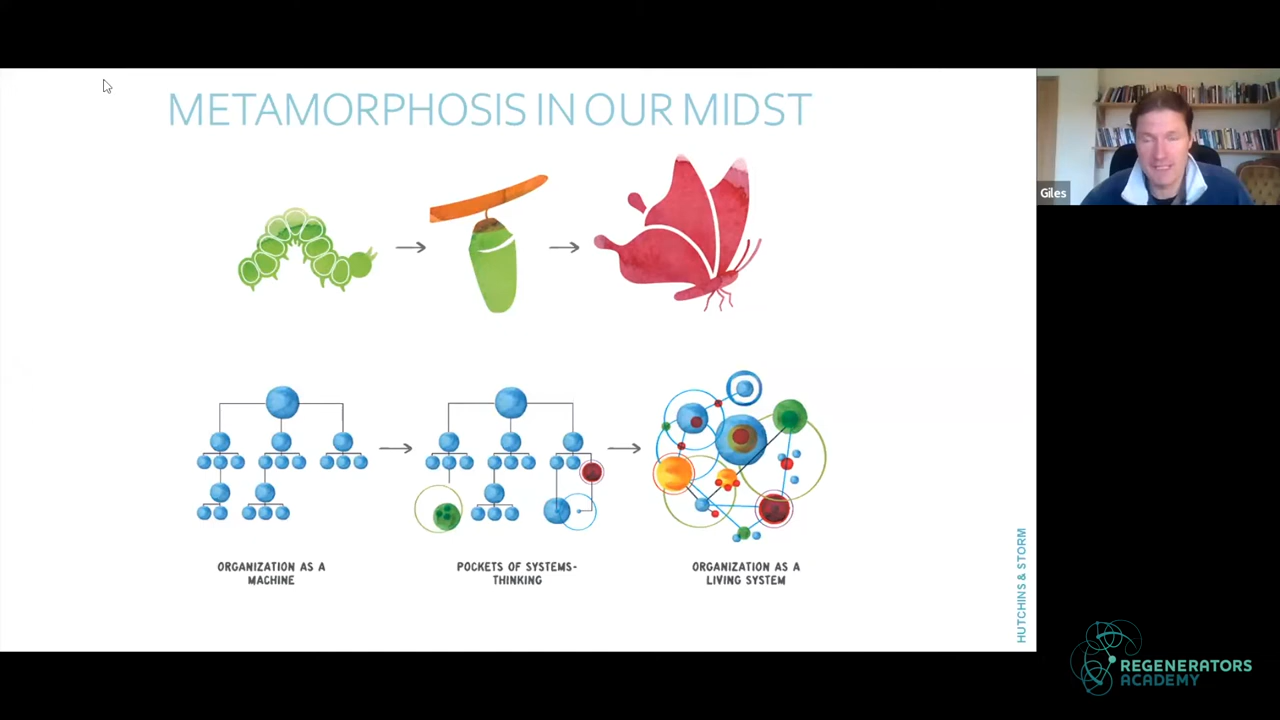 METAMORPHOSIS IN OUR MIDST
Giles
ORGANIZATION AS A
MACHINE
POCKETS OF SYSTEMS-
THINKING
ORGANIZATION AS A
LIVING SYSTEM
HUTCHINS & STORM
REGENERATORS
ACADEMY